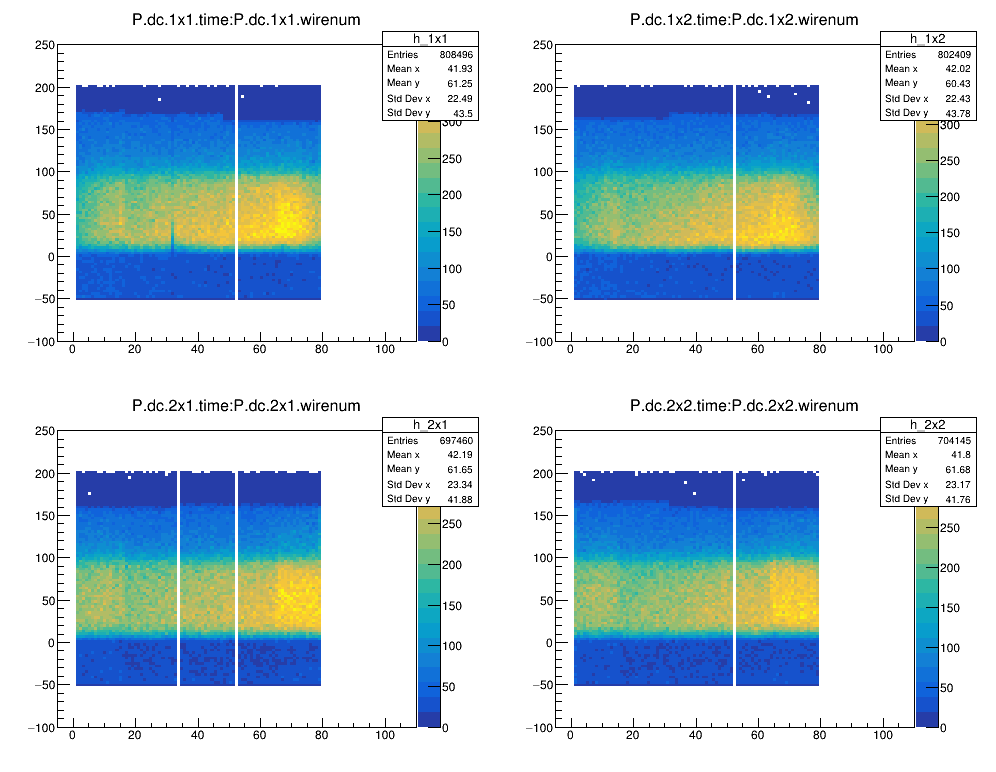 P.dc.1x1.time:P.dc.1x1.wirenum
h_1x1
Entries 808496
Mean x 41.93
Mean y 61.25
Std Dev x 22.49
Std Dev y 43.5
250
200
150
100
50
0
−50
−100
0 20 40 60 80 100
300
250
200
150
100
50
0
P.dc.1x2.time:P.dc.1x2.wirenum
h_1x2
Entries 802409
Mean x 42.02
Mean y 60.43
Std Dev x 22.43
Std Dev y 43.78
250
200
150
100
50
0
−50
−100
0 20 40 60 80 100
300
250
200
150
100
50
0
P.dc.2x1.time:P.dc.2x1.wirenum
h_2x1
Entries 697460
Mean x 42.19
Mean y 61.65
Std Dev x 23.34
Std Dev y 41.88
250
200
150
100
50
0
−50
−100
0 20 40 60 80 100
250
200
150
100
50
0
P.dc.2x2.time:P.dc.2x2.wirenum
h_2x2
Entries 704145
Mean x 41.8
Mean y 61.68
Std Dev x 23.17
Std Dev y 41.76
250
200
150
100
50
0
−50
−100
0 20 40 60 80 100
250
200
150
100
50
0